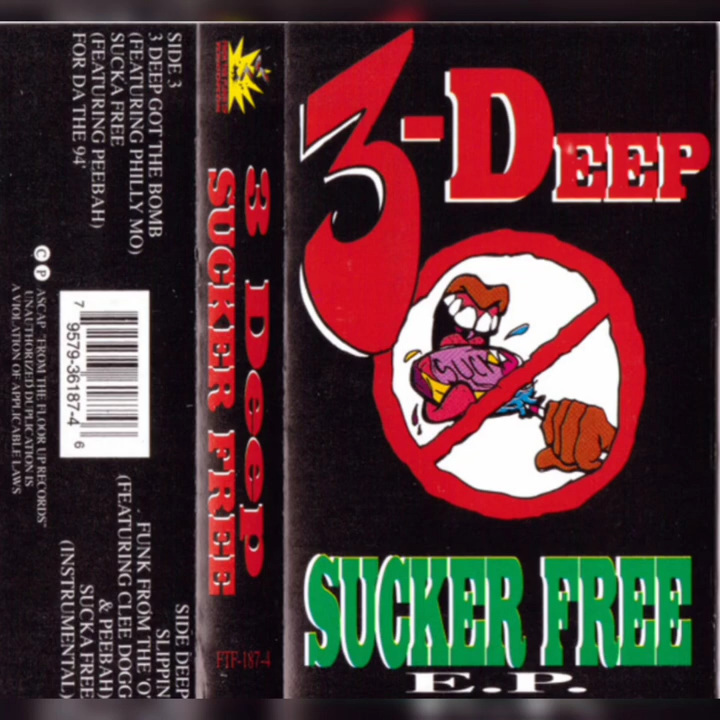 SIDE 3
3 DEEP GOT THE BOMB
(FEATURING PHILLY MO)
SUCKA FREE
(FEATURING PEEBAH)
FOR DA THE 94'
C P ASCAP "FROM THE FLOOR UP RECORDS"
UNAUTHORIZED DUPLICATION IS
A VIOLATION OF APPLICABLE LAWS
7 9579-36187-4 6
SIDE DEEP
SLIPPIN
FUNK FROM THE 'O'
(FEATURING CLEE DOGG
& PEEBAH)
SUCKA FREE
(INSTRUMENTAL)
3 DEEP
SUCKER FREE
FTF-187-4
3-DEEP
SUCK
SUCKER FREE
E.P.